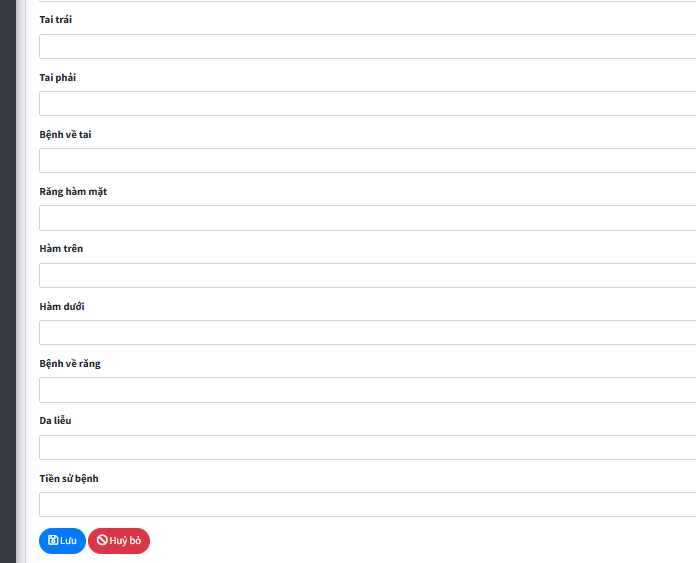 Tai trái
Tai phải
Bệnh về tai
Răng hàm mặt
Hàm trên
Hàm dưới
Bệnh về răng
Da liễu
Tiền sử bệnh
Lưu Huỷ bỏ